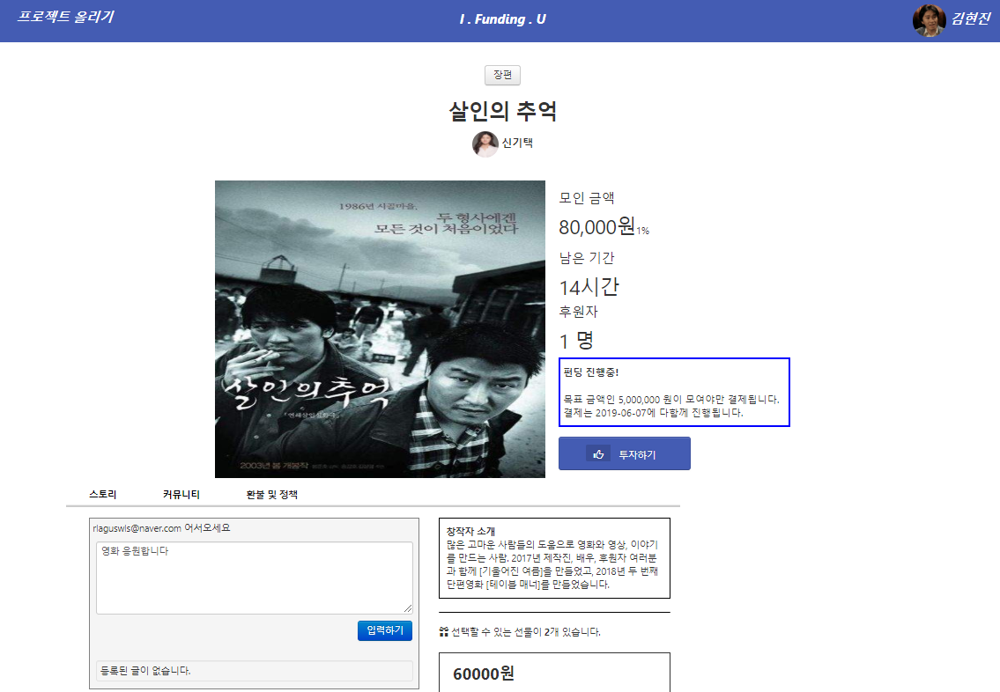 프로젝트 올리기
I . Funding . U
김현진
장편
살인의 추억
신기택
1986년 시골마을,
두 형사에겐
모든 것이 처음이었다
살인의 추억
2003년 봄 개봉작
모인 금액
80,000원1%
남은 기간
14시간
후원자
1 명
펀딩 진행중!
목표 금액인 5,000,000 원이 모여야만 결제됩니다.
결제는 2019-06-07에 다함께 진행됩니다.
투자하기
스토리
커뮤니티
환불 및 정책
rlaguswls@naver.com 어서오세요
영화 응원합니다
입력하기
등록된 글이 없습니다.
창작자 소개
많은 고마운 사람들의 도움으로 영화와 영상, 이야기
를 만드는 사람. 2017년 제작진, 배우, 후원자 여러분
과 함께 [기울어진 여름]을 만들었고, 2018년 두 번째
단편영화 [테이블 매너]를 만들었습니다.
선택할 수 있는 선물이 2개 있습니다.
60000원